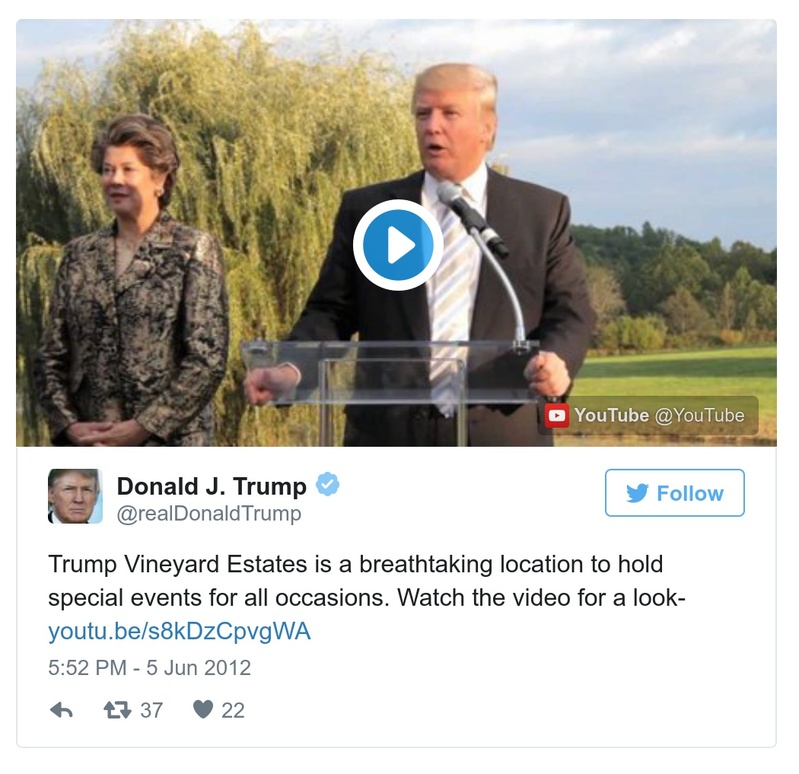 YouTube @YouTube
Donald J. Trump
@realDonaldTrump
Follow
Trump Vineyard Estates is a breathtaking location to hold
special events for all occasions. Watch the video for a look-
youtu.be/s8kDzCpvgWA
5:52 PM - 5 Jun 2012
37 22